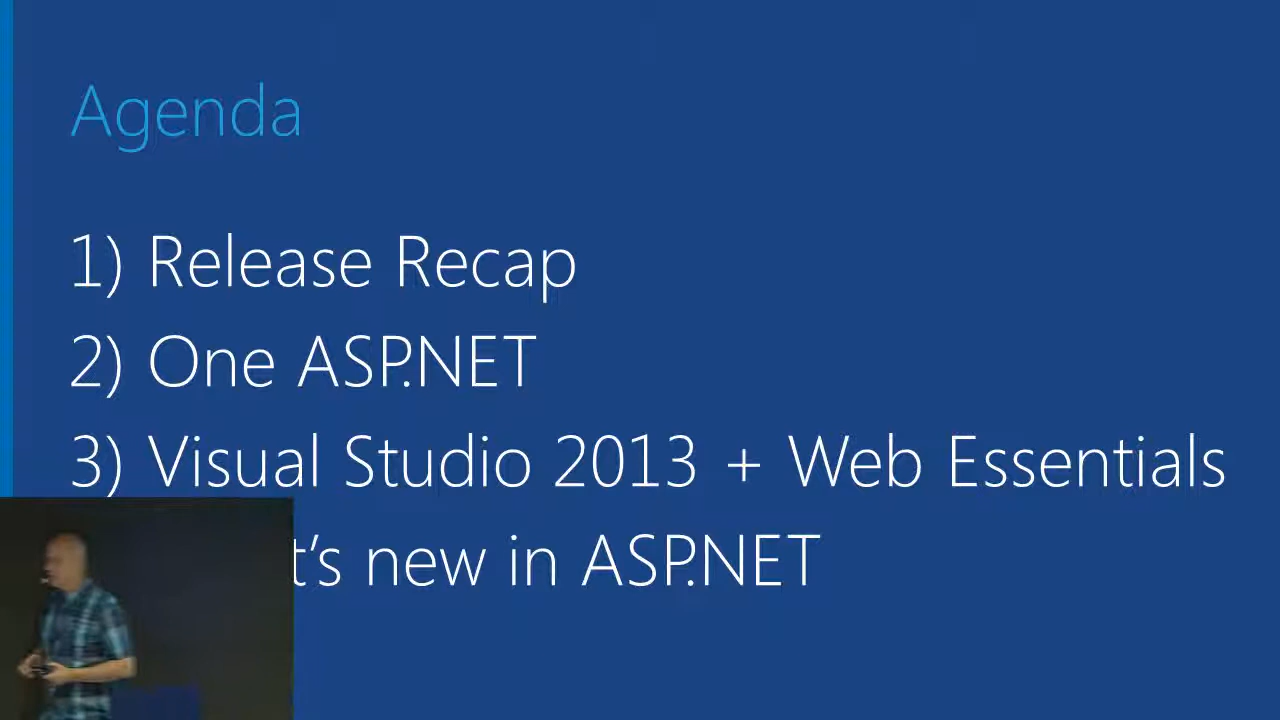 Agenda
1) Release Recap
2) One ASP.NET
3) Visual Studio 2013 + Web Essentials
t's new in ASP.NET